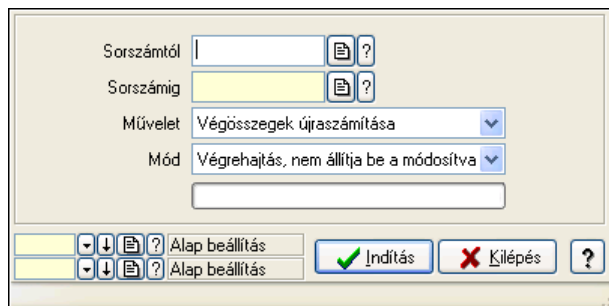 Sorszámtól ?
Sorszámig ?
Művelet Végösszegek újraszámítása
Mód Végrehajtás, nem állítja be a módosítva
? Alap beállítás
? Alap beállítás
Indítás Kilépés ?